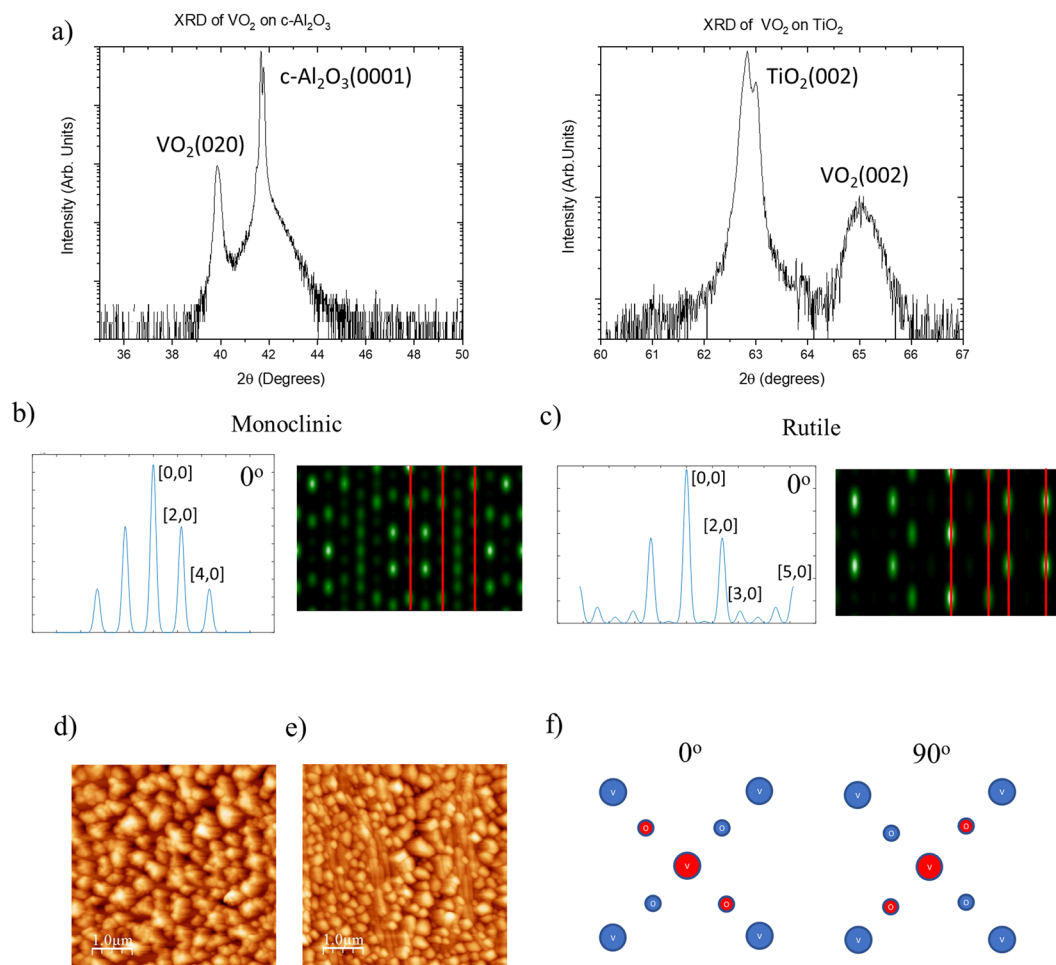 a)
XRD of VO₂ on c-Al₂O₃
Intensity (Arb. Units)
VO₂(020)
c-Al₂O₃(0001)
36 38 40 42 44 46 48 50
2θ (Degrees)
XRD of VO₂ on TiO₂
Intensity (Arb.Units)
TiO₂(002)
VO₂(002)
60 61 62 63 64 65 66 67
2θ (degrees)
b)
Monoclinic
0º
[0,0]
[2,0]
[4,0]
c)
Rutile
0º
[0,0]
[2,0]
[3,0]
[5,0]
d)
1.0µm
e)
1.0µm
f)
0º
90º
V V
O O
V
O O
V V
V V
O O
V
O O
V V